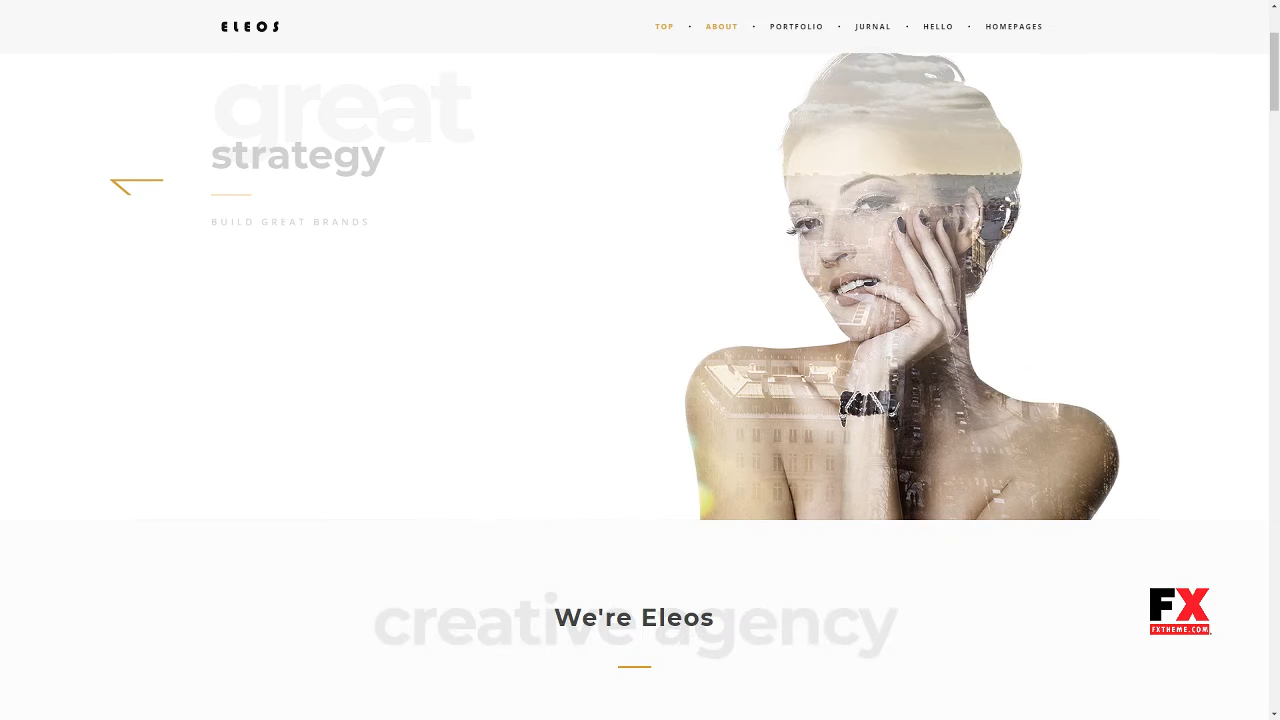 ELEOS
TOP • ABOUT • PORTFOLIO • JURNAL • HELLO • HOMEPAGES
great
strategy
BUILD GREAT BRANDS
creative agency
We're Eleos
FX
FXTHEME.COM